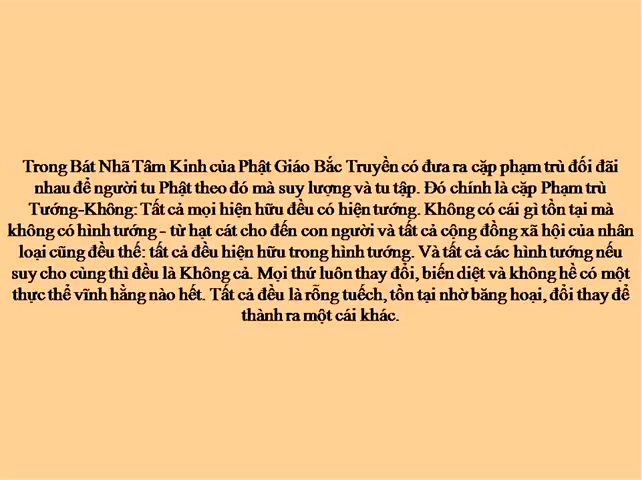 Trong Bát Nhã Tâm Kinh của Phật Giáo Bắc Truyền có đưa ra cặp phạm trù đối đãi
nhau để người tu Phật theo đó mà suy lượng và tu tập. Đó chính là cặp Phạm trù
Tướng-Không: Tất cả mọi hiện hữu đều có hiện tướng. Không có cái gì tồn tại mà
không có hình tướng - từ hạt cát cho đến con người và tất cả cộng đồng xã hội của nhân
loại cũng đều thế: tất cả đều hiện hữu trong hình tướng. Và tất cả các hình tướng nếu
suy cho cùng thì đều là Không cả. Mọi thứ luôn thay đổi, biến diệt và không hề có một
thực thể vĩnh hằng nào hết. Tất cả đều là rỗng tuếch, tồn tại nhờ băng hoại, đổi thay để
thành ra một cái khác.